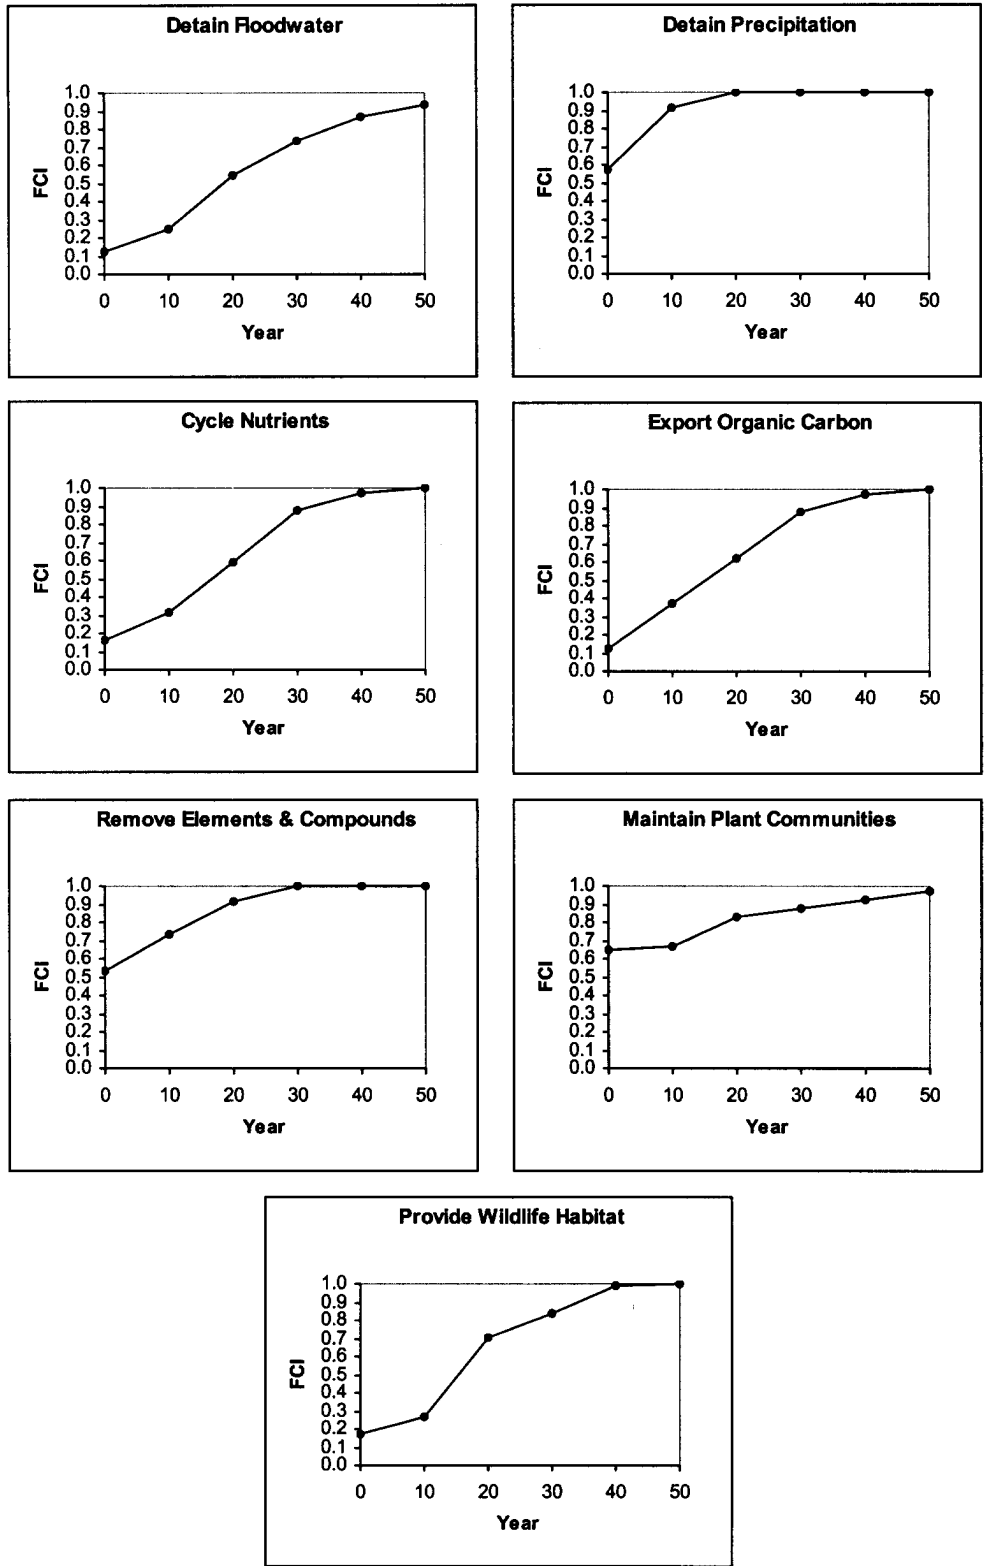 Detain Floodwater
1.0
0.9
0.8
0.7
0.6
0.5
0.4
0.3
0.2
0.1
0.0
FCI
0 10 20 30 40 50
Year
Detain Precipitation
1.0
0.9
0.8
0.7
0.6
0.5
0.4
0.3
0.2
0.1
0.0
FCI
0 10 20 30 40 50
Year
Cycle Nutrients
1.0
0.9
0.8
0.7
0.6
0.5
0.4
0.3
0.2
0.1
0.0
FCI
0 10 20 30 40 50
Year
Export Organic Carbon
1.0
0.9
0.8
0.7
0.6
0.5
0.4
0.3
0.2
0.1
0.0
FCI
0 10 20 30 40 50
Year
Remove Elements & Compounds
1.0
0.9
0.8
0.7
0.6
0.5
0.4
0.3
0.2
0.1
0.0
FCI
0 10 20 30 40 50
Year
Maintain Plant Communities
1.0
0.9
0.8
0.7
0.6
0.5
0.4
0.3
0.2
0.1
0.0
FCI
0 10 20 30 40 50
Year
Provide Wildlife Habitat
1.0
0.9
0.8
0.7
0.6
0.5
0.4
0.3
0.2
0.1
0.0
FCI
0 10 20 30 40 50
Year